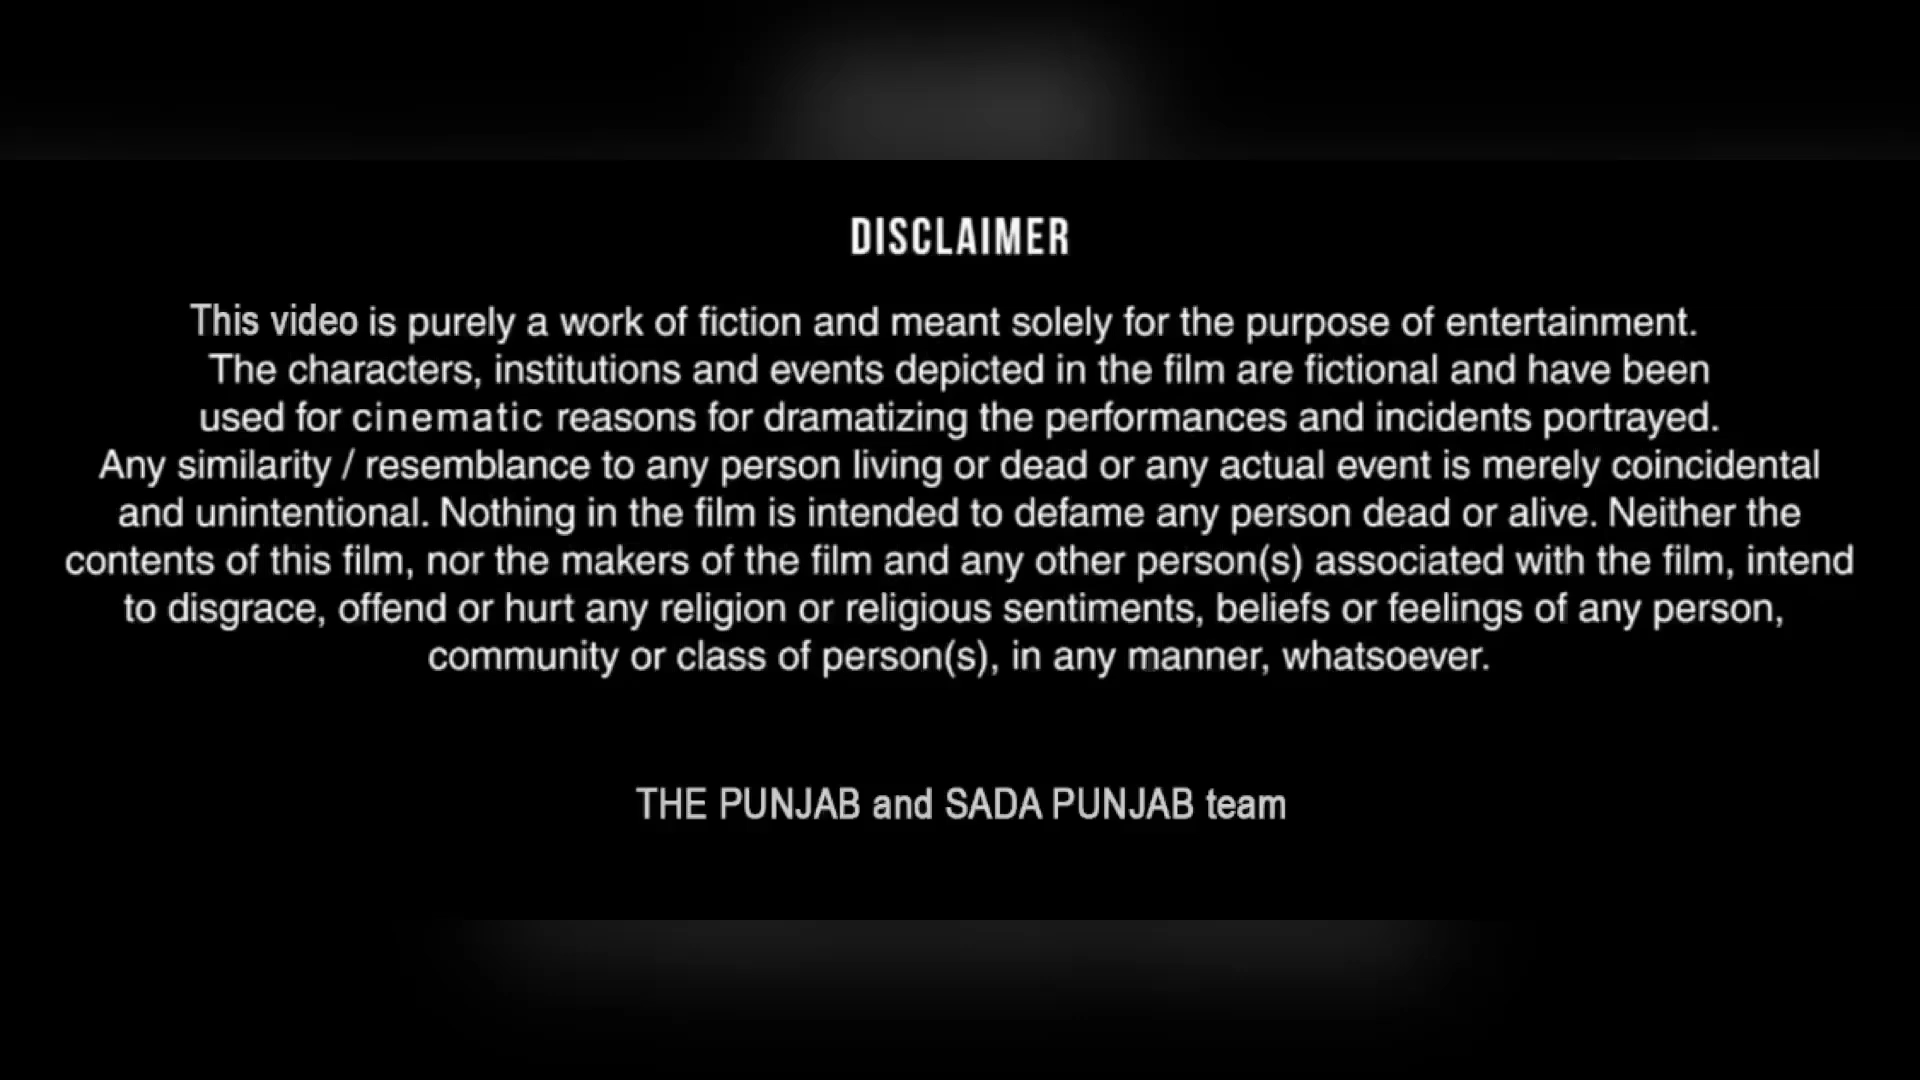 DISCLAIMER
This video is purely a work of fiction and meant solely for the purpose of entertainment.
The characters, institutions and events depicted in the film are fictional and have been
used for cinematic reasons for dramatizing the performances and incidents portrayed.
Any similarity / resemblance to any person living or dead or any actual event is merely coincidental
and unintentional. Nothing in the film is intended to defame any person dead or alive. Neither the
contents of this film, nor the makers of the film and any other person(s) associated with the film, intend
to disgrace, offend or hurt any religion or religious sentiments, beliefs or feelings of any person,
community or class of person(s), in any manner, whatsoever.
THE PUNJAB and SADA PUNJAB team